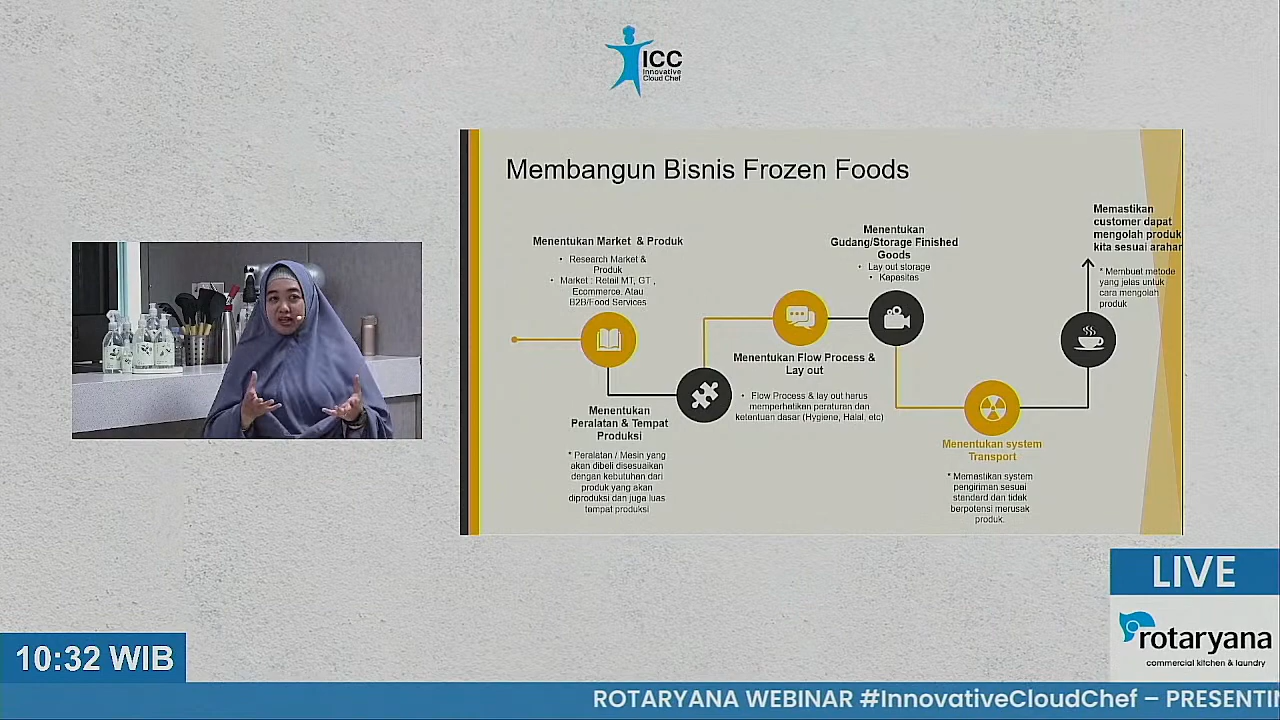 ICC
Innovative
Cloud Chef
Membangun Bisnis Frozen Foods
Menentukan Market & Produk
• Research Market &
Produk
• Market : Retail MT, GT ,
Ecommerce, Atau
B2B/Food Services
Menentukan
Peralatan & Tempat
Produksi
* Peralatan / Mesin yang
akan dibeli disesuaikan
dengan kebutuhan dari
produk yang akan
diproduksi dan juga luas
tempat produksi
Menentukan Flow Process &
Lay out
• Flow Process & lay out harus
memperhatikan peraturan dan
ketentuan dasar (Hygiene, Halal, etc)
Menentukan
Gudang/Storage Finished
Goods
• Lay out storage
• Kapasitas
Menentukan system
Transport
* Memastikan system
pengiriman sesuai
standard dan tidak
berpotensi merusak
produk.
Memastikan
customer dapat
mengolah produk
kita sesuai arahan
* Membuat metode
yang jelas untuk
cara mengolah
produk
LIVE
rotaryana
commercial kitchen & laundry
10:32 WIB
ROTARYANA WEBINAR #InnovativeCloudChef – PRESENTIN